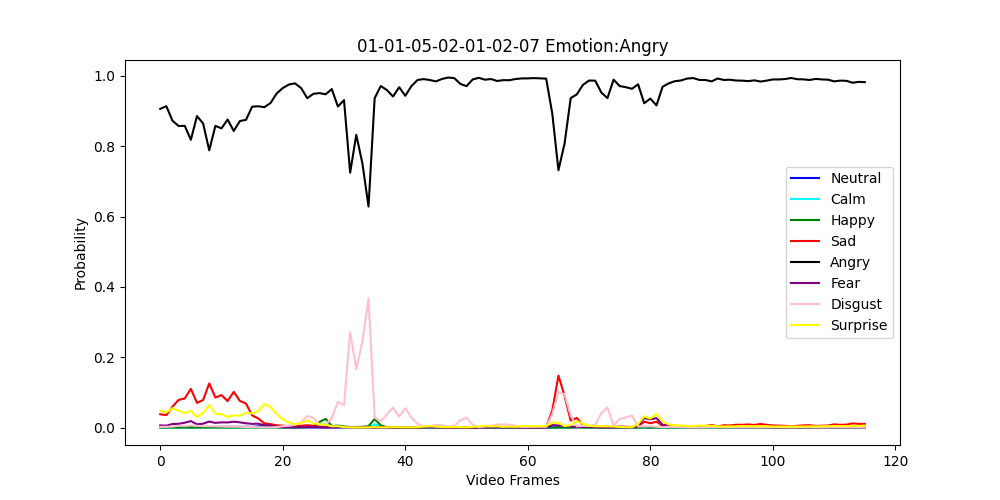 01-01-05-02-01-02-07 Emotion:Angry
1.0
0.8
0.6
0.4
0.2
0.0
Probability
0
20
40
60
80
100
120
Video Frames
Neutral
Calm
Happy
Sad
Angry
Fear
Disgust
Surprise